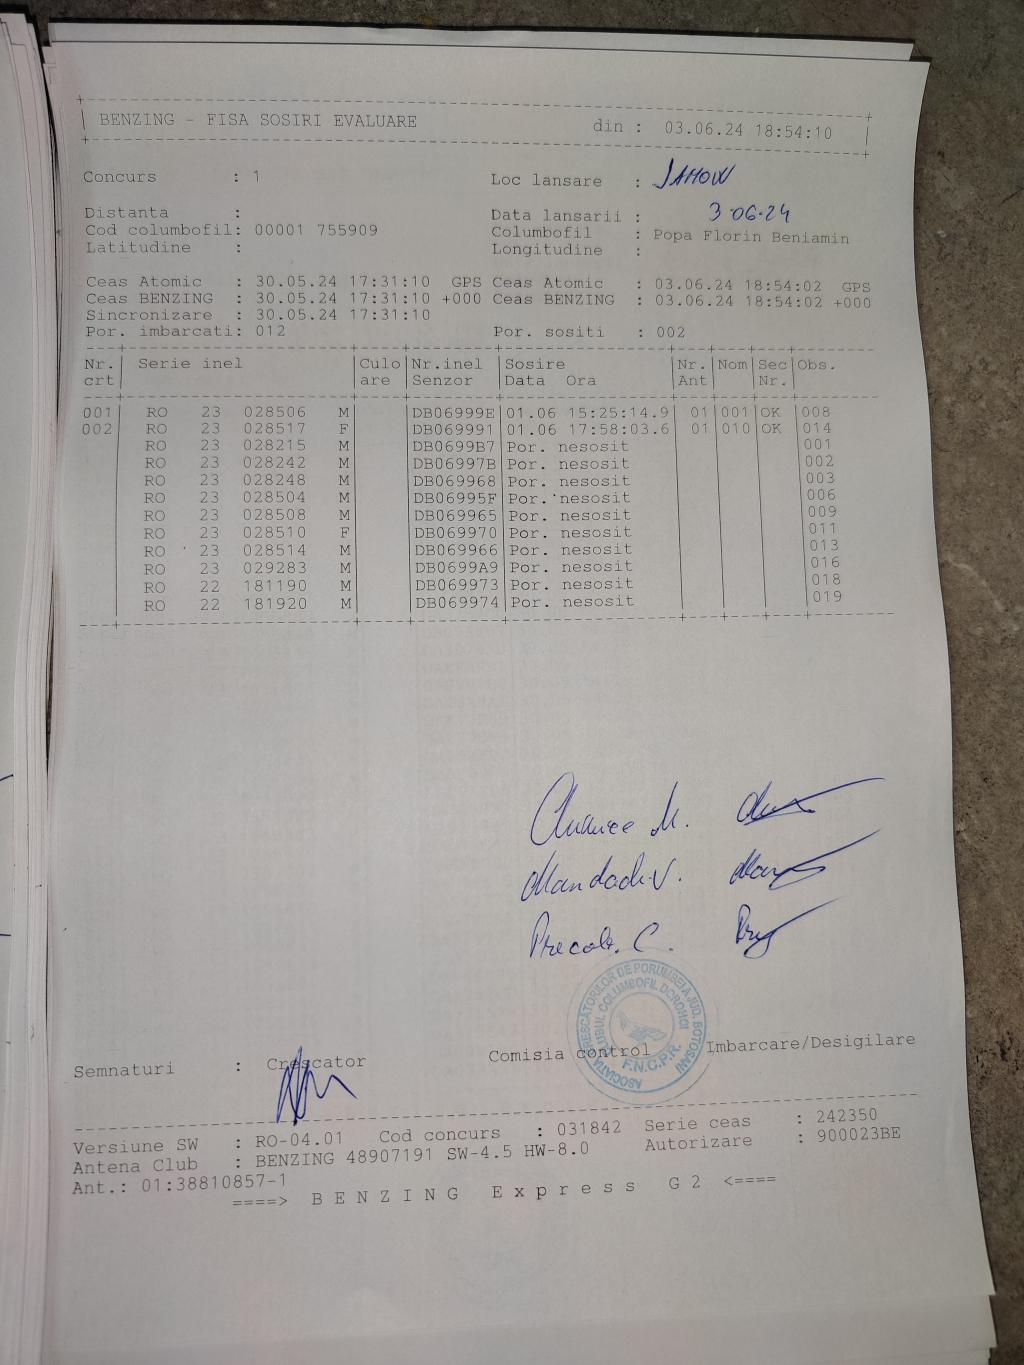 BENZING - FISA SOSIRI EVALUARE din : 03.06.24 18:54:10
Concurs : 1 Loc lansare : JANOW
Distanta : Data lansarii : 3.06.24
Cod columbofil: 00001 755909 Columbofil : Popa Florin Beniamin
Latitudine : Longitudine :
Ceas Atomic : 30.05.24 17:31:10 GPS Ceas Atomic : 03.06.24 18:54:02 GPS
Ceas BENZING : 30.05.24 17:31:10 +000 Ceas BENZING : 03.06.24 18:54:02 +000
Sincronizare : 30.05.24 17:31:10
Por. imbarcati: 012 Por. sositi : 002
Nr. Serie inel Culo Nr.inel Sosire Nr. Nom Sec Obs.
crt are Senzor Data Ora Ant Nr.
001 RO 23 028506 M DB06999E 01.06 15:25:14.9 01 001 OK 008
002 RO 23 028517 F DB069991 01.06 17:58:03.6 01 010 OK 014
RO 23 028215 M DB0699B7 Por. nesosit 001
RO 23 028242 M DB06997B Por. nesosit 002
RO 23 028248 M DB069968 Por. nesosit 003
RO 23 028504 M DB06995F Por. nesosit 006
RO 23 028508 M DB069965 Por. nesosit 009
RO 23 028510 F DB069970 Por. nesosit 011
RO 23 028514 M DB069966 Por. nesosit 013
RO 23 029283 M DB0699A9 Por. nesosit 016
RO 22 181190 M DB069973 Por. nesosit 018
RO 22 181920 M DB069974 Por. nesosit 019
M.
V.
C.
ASOCIATIA CRESCĂTORILOR DE PORUMBEI A JUD. BOTOSANI
CLUBUL COLUMBOFIL DOROHOI
F.N.C.P.R.
Semnaturi : Crescator Comisia control Imbarcare/Desigilare
Versiune SW : RO-04.01 Cod concurs : 031842 Serie ceas : 242350
Antena Club : BENZING 48907191 SW-4.5 HW-8.0 Autorizare : 900023BE
Ant.: 01:38810857-1
====> B E N Z I N G E x p r e s s G 2 <====